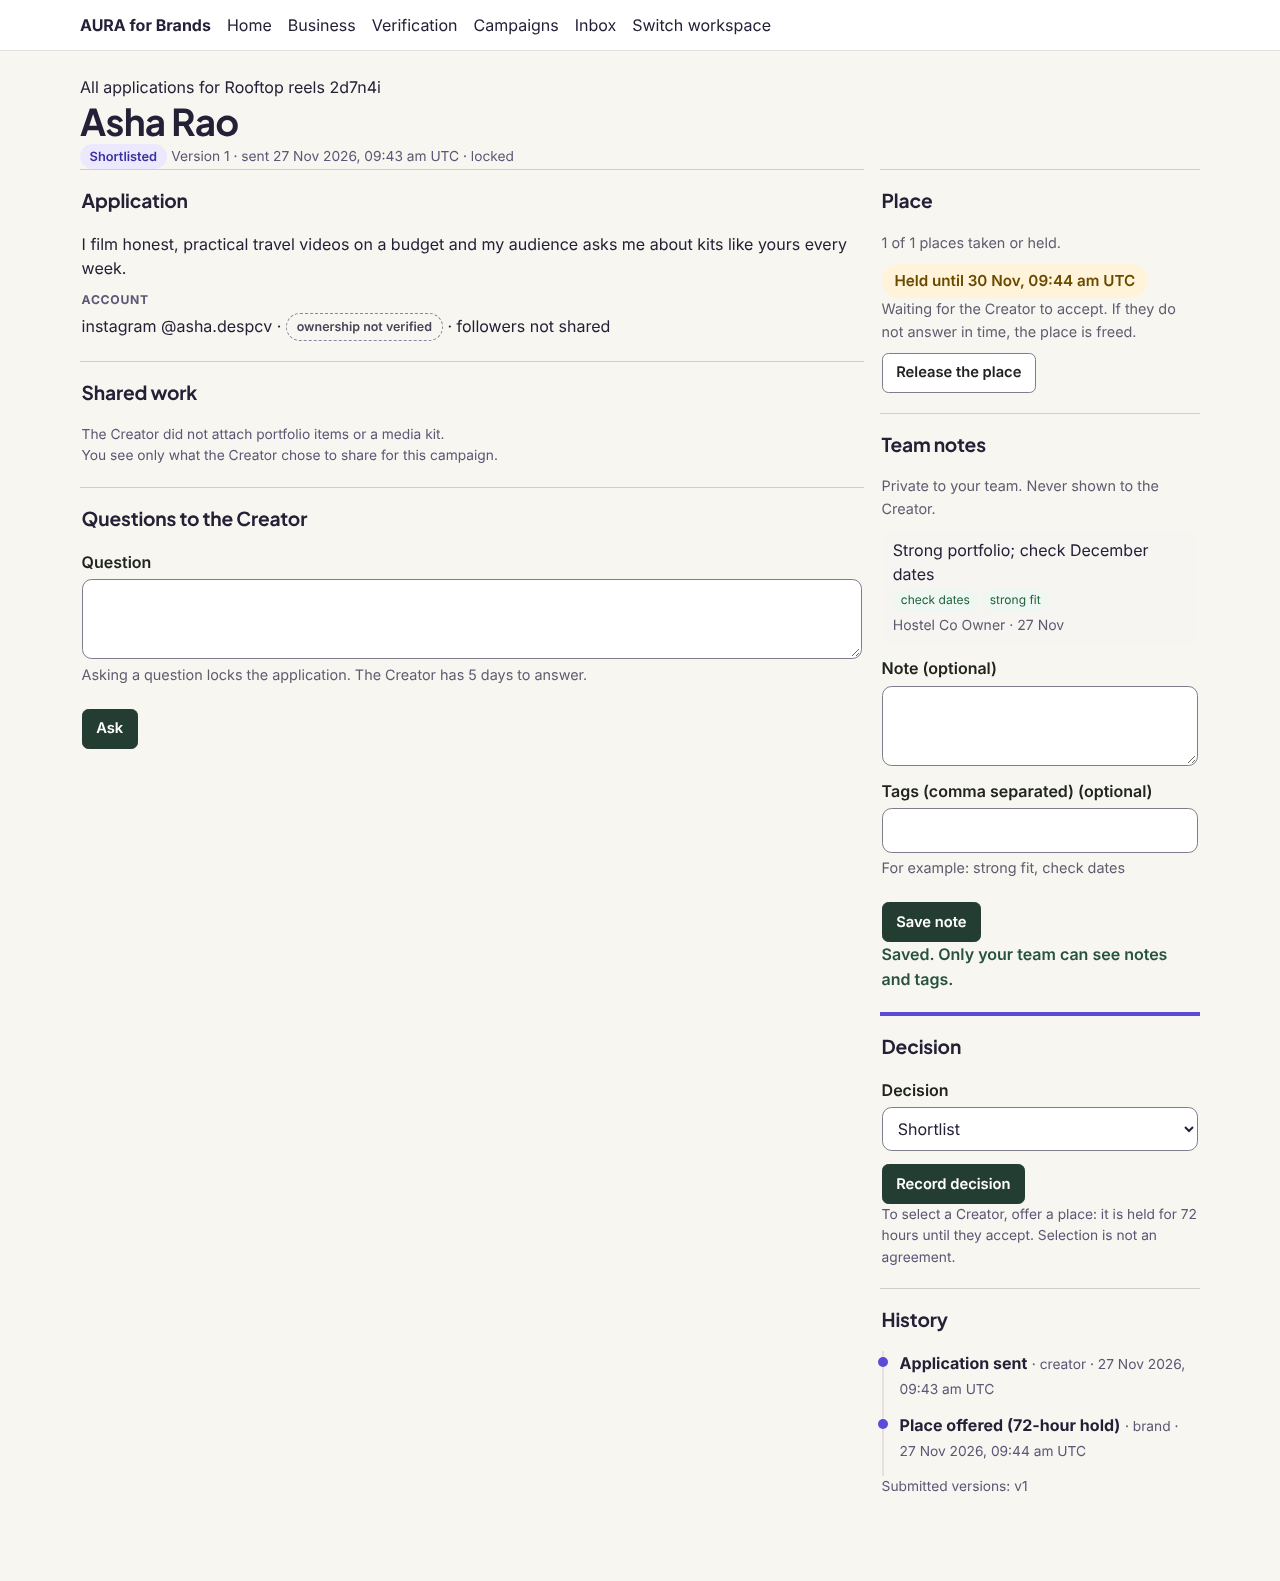 AURA for Brands Home Business Verification Campaigns Inbox Switch workspace
All applications for Rooftop reels 2d7n4i
Asha Rao
Shortlisted Version 1 · sent 27 Nov 2026, 09:43 am UTC · locked
Application
I film honest, practical travel videos on a budget and my audience asks me about kits like yours every
week.
ACCOUNT
instagram @asha.despcv · ownership not verified · followers not shared
Shared work
The Creator did not attach portfolio items or a media kit.
You see only what the Creator chose to share for this campaign.
Questions to the Creator
Question
Asking a question locks the application. The Creator has 5 days to answer.
Ask
Place
1 of 1 places taken or held.
Held until 30 Nov, 09:44 am UTC
Waiting for the Creator to accept. If they do
not answer in time, the place is freed.
Release the place
Team notes
Private to your team. Never shown to the
Creator.
Strong portfolio; check December
dates
check dates strong fit
Hostel Co Owner · 27 Nov
Note (optional)
Tags (comma separated) (optional)
For example: strong fit, check dates
Save note
Saved. Only your team can see notes
and tags.
Decision
Decision
Shortlist
Record decision
To select a Creator, offer a place: it is held for 72
hours until they accept. Selection is not an
agreement.
History
Application sent · creator · 27 Nov 2026,
09:43 am UTC
Place offered (72-hour hold) · brand ·
27 Nov 2026, 09:44 am UTC
Submitted versions: v1